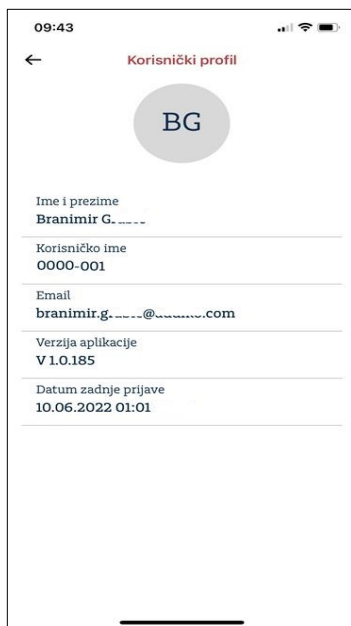 09:43
Korisnički profil
BG
Ime i prezime
Branimir
Korisničko ime
0000-001
Email
Verzija aplikacije
V 1.0.185
Datum zadnje prijave
10.06.2022 01:01